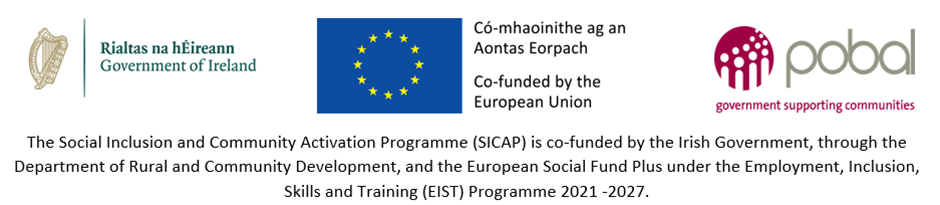 Rialtas na hÉireann
Government of Ireland
Có-mhaoinithe ag an
Aontas Eorpach
Co-funded by the
European Union
pobal
government supporting communities
The Social Inclusion and Community Activation Programme (SICAP) is co-funded by the Irish Government, through the
Department of Rural and Community Development, and the European Social Fund Plus under the Employment, Inclusion,
Skills and Training (EIST) Programme 2021 -2027.